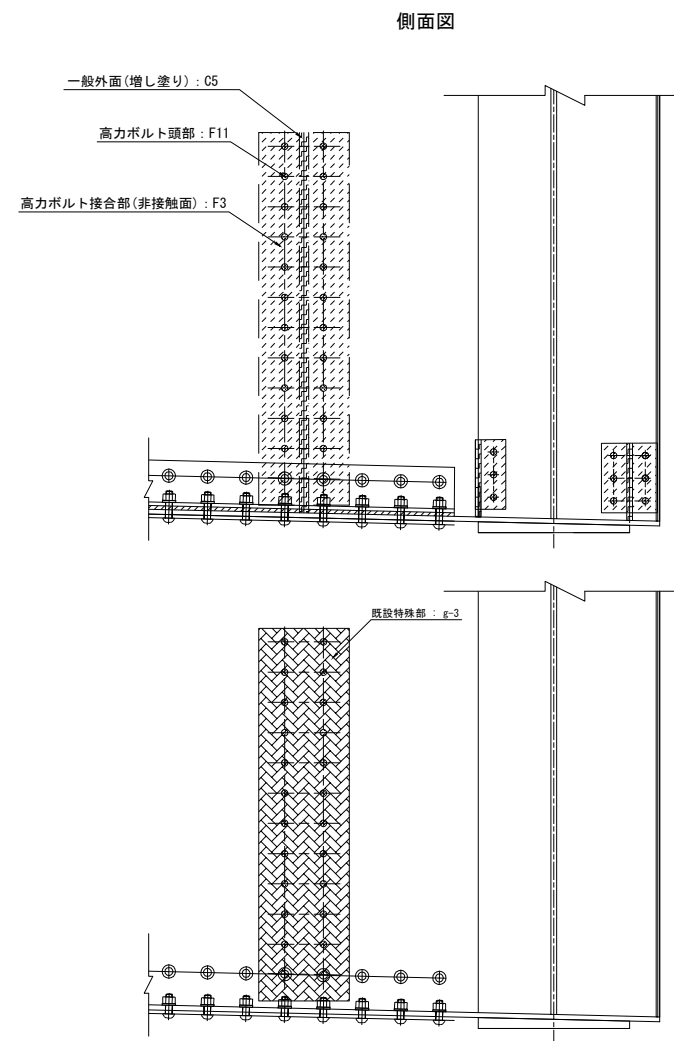 側面図
一般外面(増し塗り) : C5
高力ボルト頭部 : F11
高力ボルト接合部(非接触面) : F3
既設特殊部 : g-3